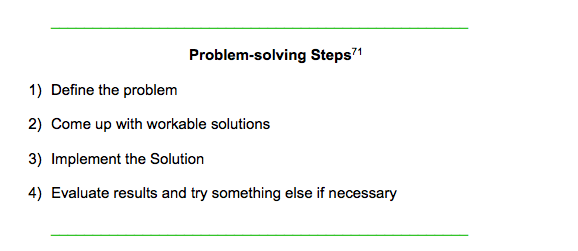 Problem-solving Steps71
1) Define the problem
2) Come up with workable solutions
3) Implement the Solution
4) Evaluate results and try something else if necessary